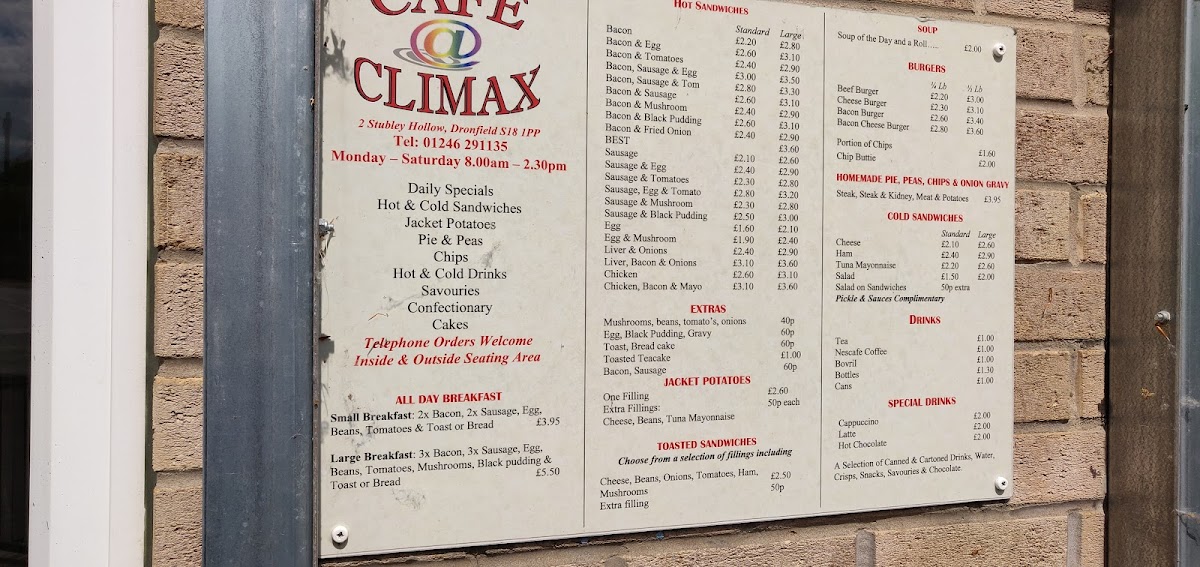 CAFE
@
CLIMAX
2 Stubley Hollow, Dronfield S18 1PP
Tel: 01246 291135
Monday – Saturday 8.00am – 2.30pm
Daily Specials
Hot & Cold Sandwiches
Jacket Potatoes
Pie & Peas
Chips
Hot & Cold Drinks
Savouries
Confectionary
Cakes
Telephone Orders Welcome
Inside & Outside Seating Area
ALL DAY BREAKFAST
Small Breakfast: 2x Bacon, 2x Sausage, Egg,
Beans, Tomatoes & Toast or Bread £3.95
Large Breakfast: 3x Bacon, 3x Sausage, Egg,
Beans, Tomatoes, Mushrooms, Black pudding &
Toast or Bread £5.50
HOT SANDWICHES
Standard Large
Bacon £2.20 £2.80
Bacon & Egg £2.60 £3.10
Bacon & Tomatoes £2.40 £2.90
Bacon, Sausage & Egg £3.00 £3.50
Bacon, Sausage & Tom £2.80 £3.30
Bacon & Sausage £2.60 £3.10
Bacon & Mushroom £2.40 £2.90
Bacon & Black Pudding £2.60 £3.10
Bacon & Fried Onion £2.40 £2.90
BEST £3.60
Sausage £2.10 £2.60
Sausage & Egg £2.40 £2.90
Sausage & Tomatoes £2.30 £2.80
Sausage, Egg & Tomato £2.80 £3.20
Sausage & Mushroom £2.30 £2.80
Sausage & Black Pudding £2.50 £3.00
Egg £1.60 £2.10
Egg & Mushroom £1.90 £2.40
Liver & Onions £2.40 £2.90
Liver, Bacon & Onions £3.10 £3.60
Chicken £2.60 £3.10
Chicken, Bacon & Mayo £3.10 £3.60
EXTRAS
Mushrooms, beans, tomato's, onions 40p
Egg, Black Pudding, Gravy 60p
Toast, Bread cake 60p
Toasted Teacake £1.00
Bacon, Sausage 60p
JACKET POTATOES
One Filling £2.60
Extra Fillings: 50p each
Cheese, Beans, Tuna Mayonnaise
TOASTED SANDWICHES
Choose from a selection of fillings including
Cheese, Beans, Onions, Tomatoes, Ham, £2.50
Mushrooms
Extra filling 50p
SOUP
Soup of the Day and a Roll..... £2.00
BURGERS
¼ Lb ½ Lb
Beef Burger £2.20 £3.00
Cheese Burger £2.30 £3.10
Bacon Burger £2.60 £3.40
Bacon Cheese Burger £2.80 £3.60
Portion of Chips £1.60
Chip Buttie £2.00
HOMEMADE PIE, PEAS, CHIPS & ONION GRAVY
Steak, Steak & Kidney, Meat & Potatoes £3.95
COLD SANDWICHES
Standard Large
Cheese £2.10 £2.60
Ham £2.40 £2.90
Tuna Mayonnaise £2.20 £2.60
Salad £1.50 £2.00
Salad on Sandwiches 50p extra
Pickle & Sauces Complimentary
DRINKS
Tea £1.00
Nescafe Coffee £1.00
Bovril £1.00
Bottles £1.30
Cans £1.00
SPECIAL DRINKS
Cappuccino £2.00
Latte £2.00
Hot Chocolate £2.00
A Selection of Canned & Cartoned Drinks, Water,
Crisps, Snacks, Savouries & Chocolate.